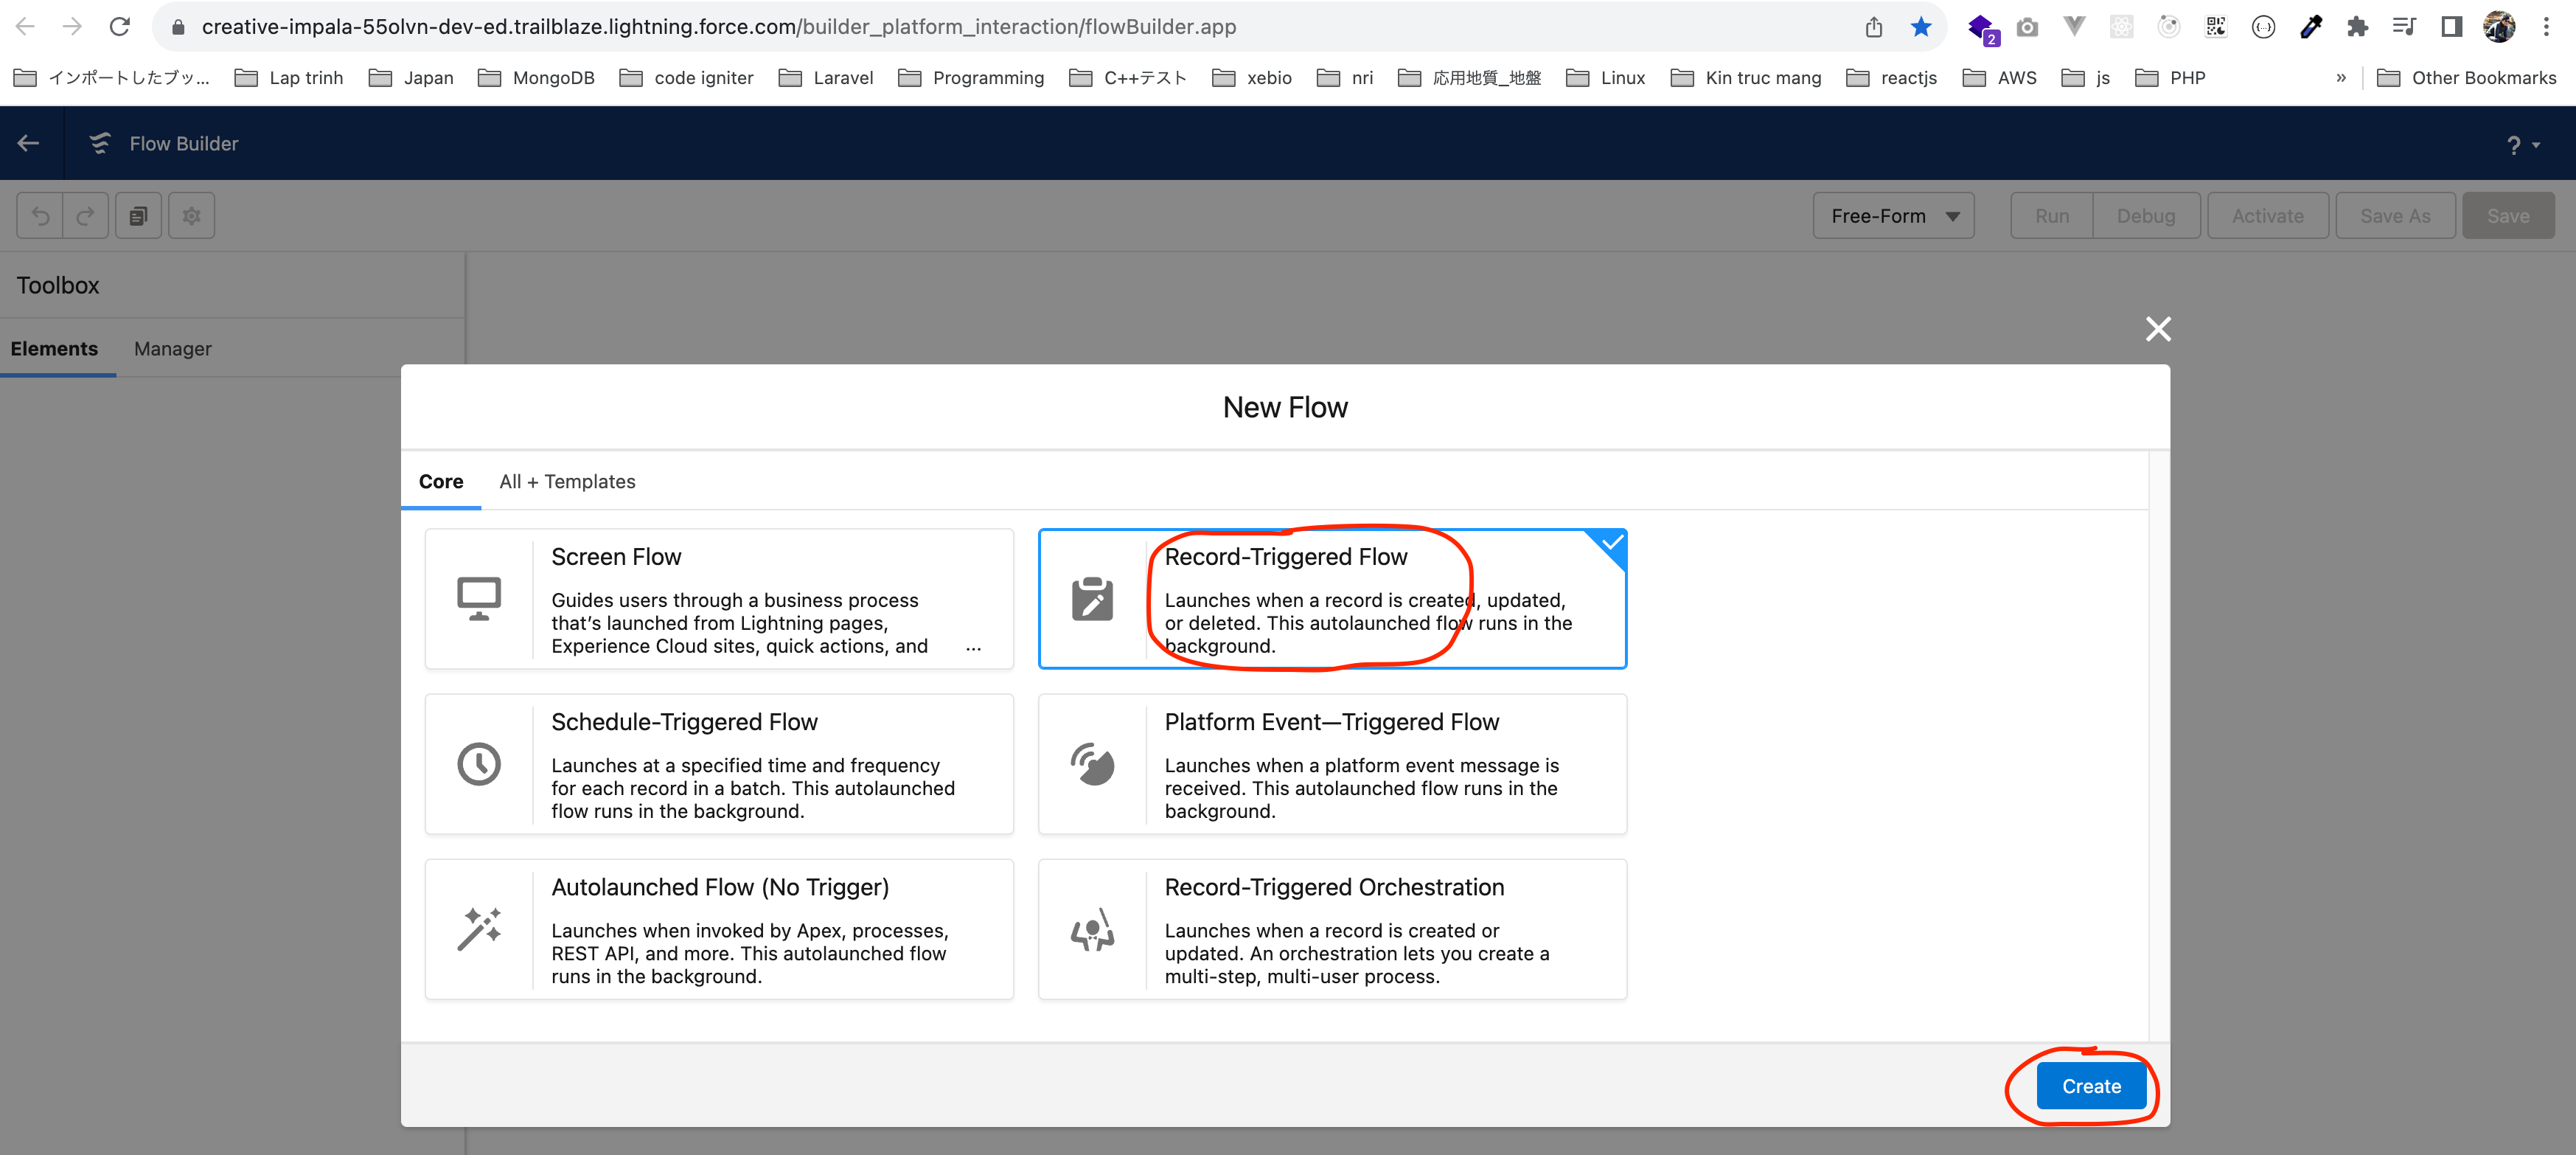 creative-impala-55olvn-dev-ed.trailblaze.lightning.force.com/builder_platform_interaction/flowBuilder.app
2
インポートしたブッ... Lap trinh Japan MongoDB code igniter Laravel Programming C++テスト xebio nri 応用地質_地盤 Linux Kin truc mang reactjs AWS js PHP » Other Bookmarks
Flow Builder ?
Free-Form Run Debug Activate Save As Save
Toolbox
Elements Manager
New Flow
Core All + Templates
Screen Flow
Guides users through a business process
that's launched from Lightning pages,
Experience Cloud sites, quick actions, and ...
Record-Triggered Flow
Launches when a record is created, updated,
or deleted. This autolaunched flow runs in the
background.
Schedule-Triggered Flow
Launches at a specified time and frequency
for each record in a batch. This autolaunched
flow runs in the background.
Platform Event—Triggered Flow
Launches when a platform event message is
received. This autolaunched flow runs in the
background.
Autolaunched Flow (No Trigger)
Launches when invoked by Apex, processes,
REST API, and more. This autolaunched flow
runs in the background.
Record-Triggered Orchestration
Launches when a record is created or
updated. An orchestration lets you create a
multi-step, multi-user process.
Create